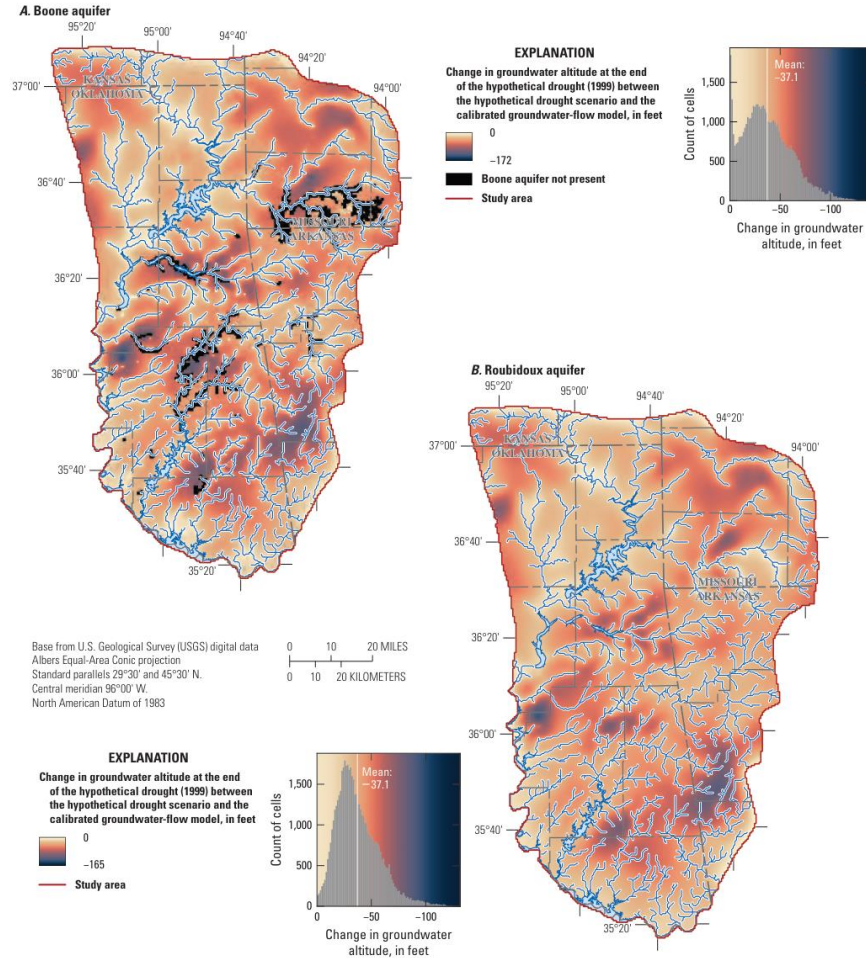 A. Boone aquifer
95°20'
95°00'
94°40'
94°20'
94°00'
37°00'
36°40'
36°20'
36°00'
35°40'
35°20'
KANSAS
OKLAHOMA
MISSOURI
ARKANSAS
EXPLANATION
Change in groundwater altitude at the end
of the hypothetical drought (1999) between
the hypothetical drought scenario and the
calibrated groundwater-flow model, in feet
0
−172
Boone aquifer not present
Study area
Count of cells
1,500
1,000
500
0
Mean:
−37.1
0
−50
−100
Change in groundwater
altitude, in feet
B. Roubidoux aquifer
95°20'
95°00'
94°40'
94°20'
94°00'
37°00'
36°40'
36°20'
36°00'
35°40'
35°20'
KANSAS
OKLAHOMA
MISSOURI
ARKANSAS
Base from U.S. Geological Survey (USGS) digital data
Albers Equal-Area Conic projection
Standard parallels 29°30' and 45°30' N.
Central meridian 96°00' W.
North American Datum of 1983
0 10 20 MILES
0 10 20 KILOMETERS
EXPLANATION
Change in groundwater altitude at the end
of the hypothetical drought (1999) between
the hypothetical drought scenario and the
calibrated groundwater-flow model, in feet
0
−165
Study area
Count of cells
1,500
1,000
500
0
Mean:
−37.1
0
−50
−100
Change in groundwater
altitude, in feet